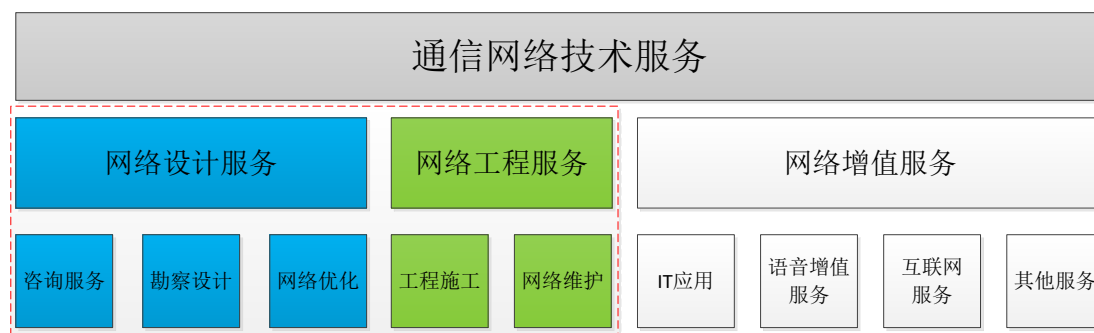 通信网络技术服务
网络设计服务
网络工程服务
网络增值服务
咨询服务
勘察设计
网络优化
工程施工
网络维护
IT应用
语音增值
服务
互联网
服务
其他服务